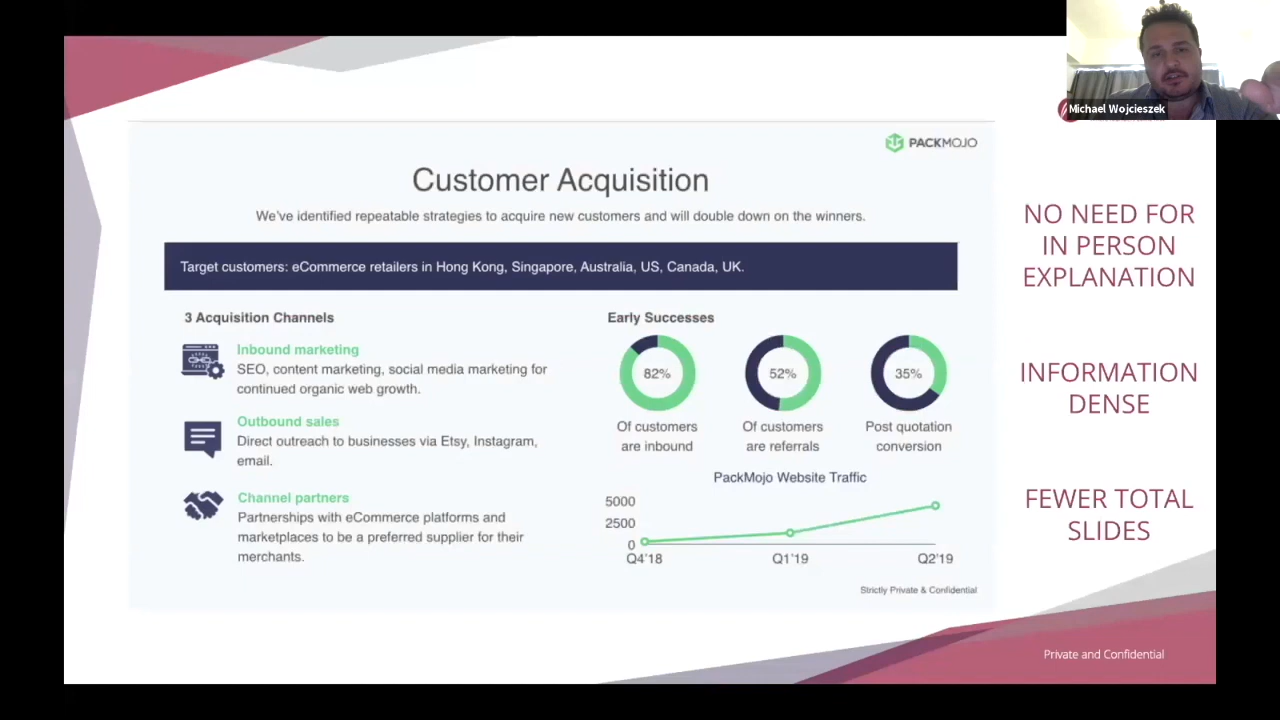 Michael Wojcieszek
PACKMOJO
Customer Acquisition
We've identified repeatable strategies to acquire new customers and will double down on the winners.
Target customers: eCommerce retailers in Hong Kong, Singapore, Australia, US, Canada, UK.
3 Acquisition Channels
Inbound marketing
SEO, content marketing, social media marketing for
continued organic web growth.
Outbound sales
Direct outreach to businesses via Etsy, Instagram,
email.
Channel partners
Partnerships with eCommerce platforms and
marketplaces to be a preferred supplier for their
merchants.
Early Successes
82%
Of customers
are inbound
52%
Of customers
are referrals
35%
Post quotation
conversion
PackMojo Website Traffic
5000
2500
0
Q4'18
Q1'19
Q2'19
Strictly Private & Confidential
NO NEED FOR
IN PERSON
EXPLANATION
INFORMATION
DENSE
FEWER TOTAL
SLIDES
Private and Confidential